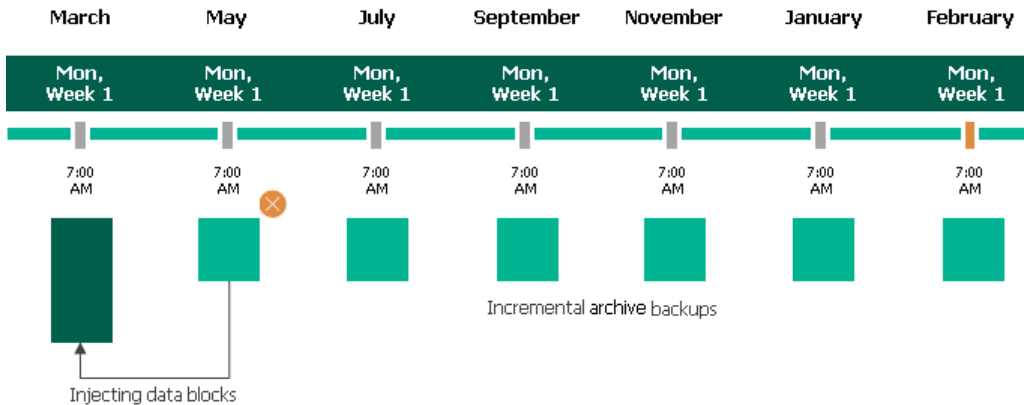 March May July September November January February
Mon, Mon, Mon, Mon, Mon, Mon, Mon,
Week 1 Week 1 Week 1 Week 1 Week 1 Week 1 Week 1
7:00 7:00 7:00 7:00 7:00 7:00 7:00
AM AM AM AM AM AM AM
Incremental archive backups
Injecting data blocks